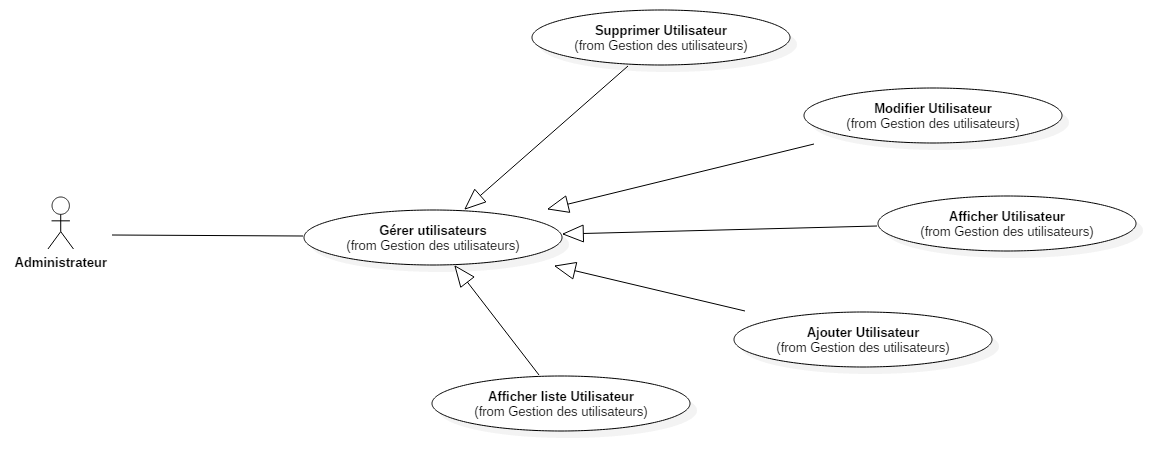 Supprimer Utilisateur
(from Gestion des utilisateurs)
Modifier Utilisateur
(from Gestion des utilisateurs)
Afficher Utilisateur
(from Gestion des utilisateurs)
Gérer utilisateurs
(from Gestion des utilisateurs)
Administrateur
Ajouter Utilisateur
(from Gestion des utilisateurs)
Afficher liste Utilisateur
(from Gestion des utilisateurs)